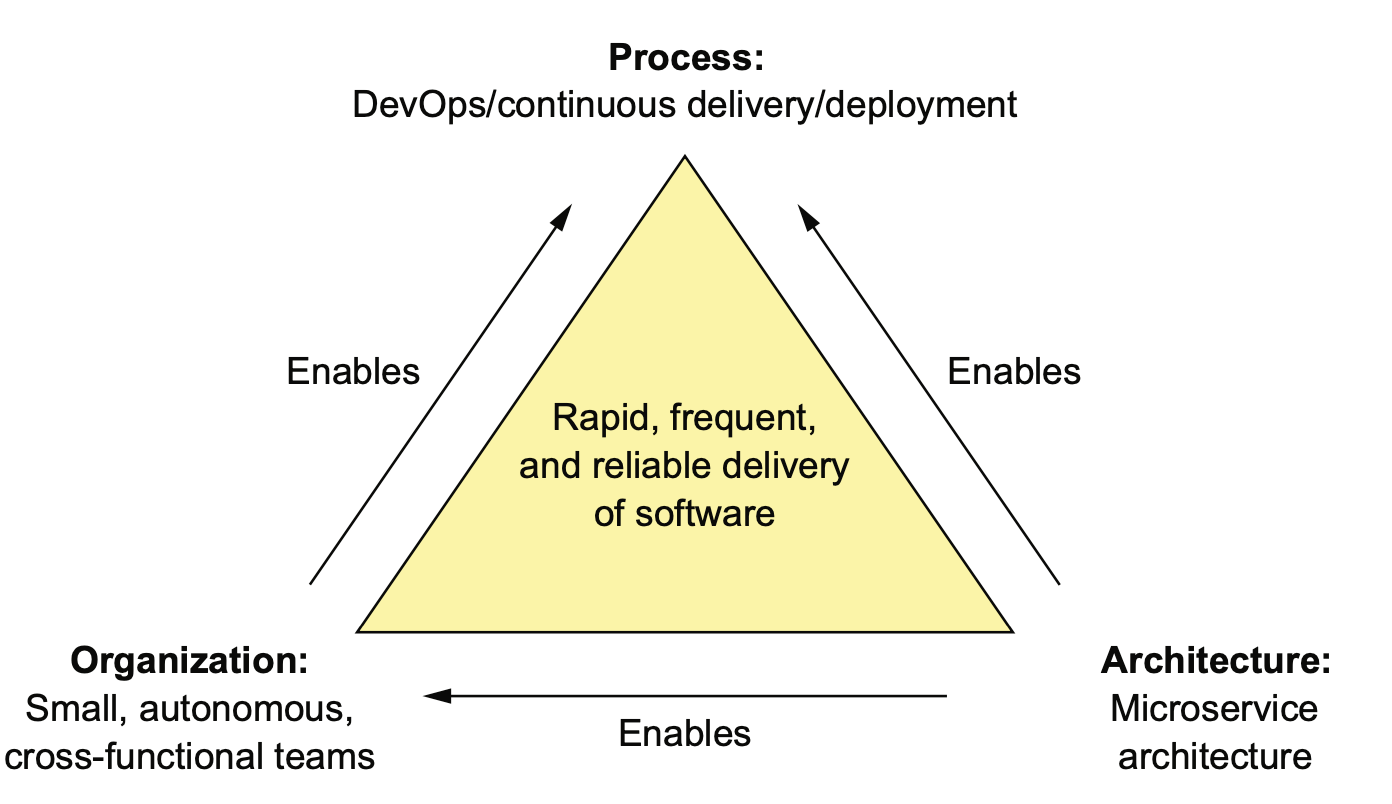 Process:
DevOps/continuous delivery/deployment
Enables
Enables
Rapid, frequent,
and reliable delivery
of software
Organization:
Small, autonomous,
cross-functional teams
Enables
Architecture:
Microservice
architecture